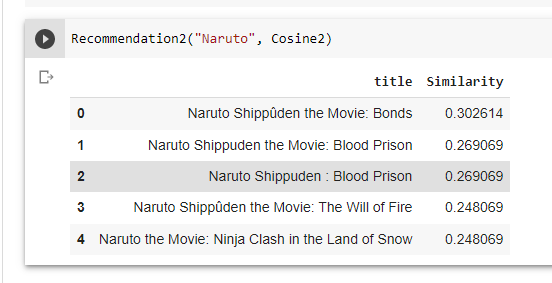 Recommendation2("Naruto", Cosine2)
title Similarity
0 Naruto Shippûden the Movie: Bonds 0.302614
1 Naruto Shippuden the Movie: Blood Prison 0.269069
2 Naruto Shippuden : Blood Prison 0.269069
3 Naruto Shippûden the Movie: The Will of Fire 0.248069
4 Naruto the Movie: Ninja Clash in the Land of Snow 0.248069